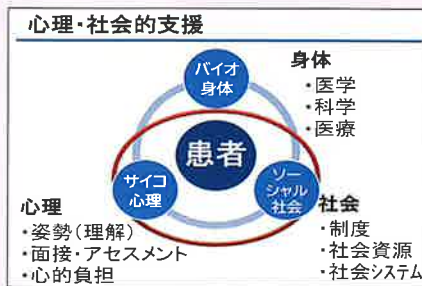 心理・社会的支援
バイオ
身体
身体
・医学
・科学
・医療
患者
サイコ
心理
ソー
シャル
社会
心理
・姿勢(理解)
・面接・アセスメント
・心的負担
社会
・制度
・社会資源
・社会システム